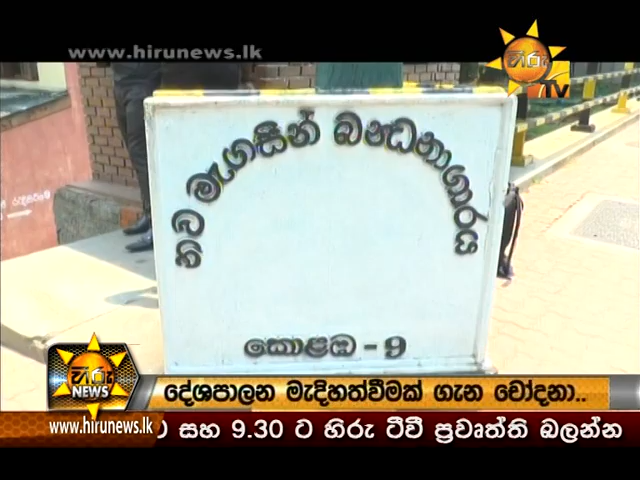 www.hirunews.lk
හිරු
TV
නව මැගසින් බන්ධනාගාරය
කොළඹ - 9
හිරු
NEWS
දේශපාලන මැදිහත්වීමක් ගැන චෝදනා..
www.hirunews.lk
සහ 9.30 ට හිරු ටීවී ප්‍රවෘත්ති බලන්න